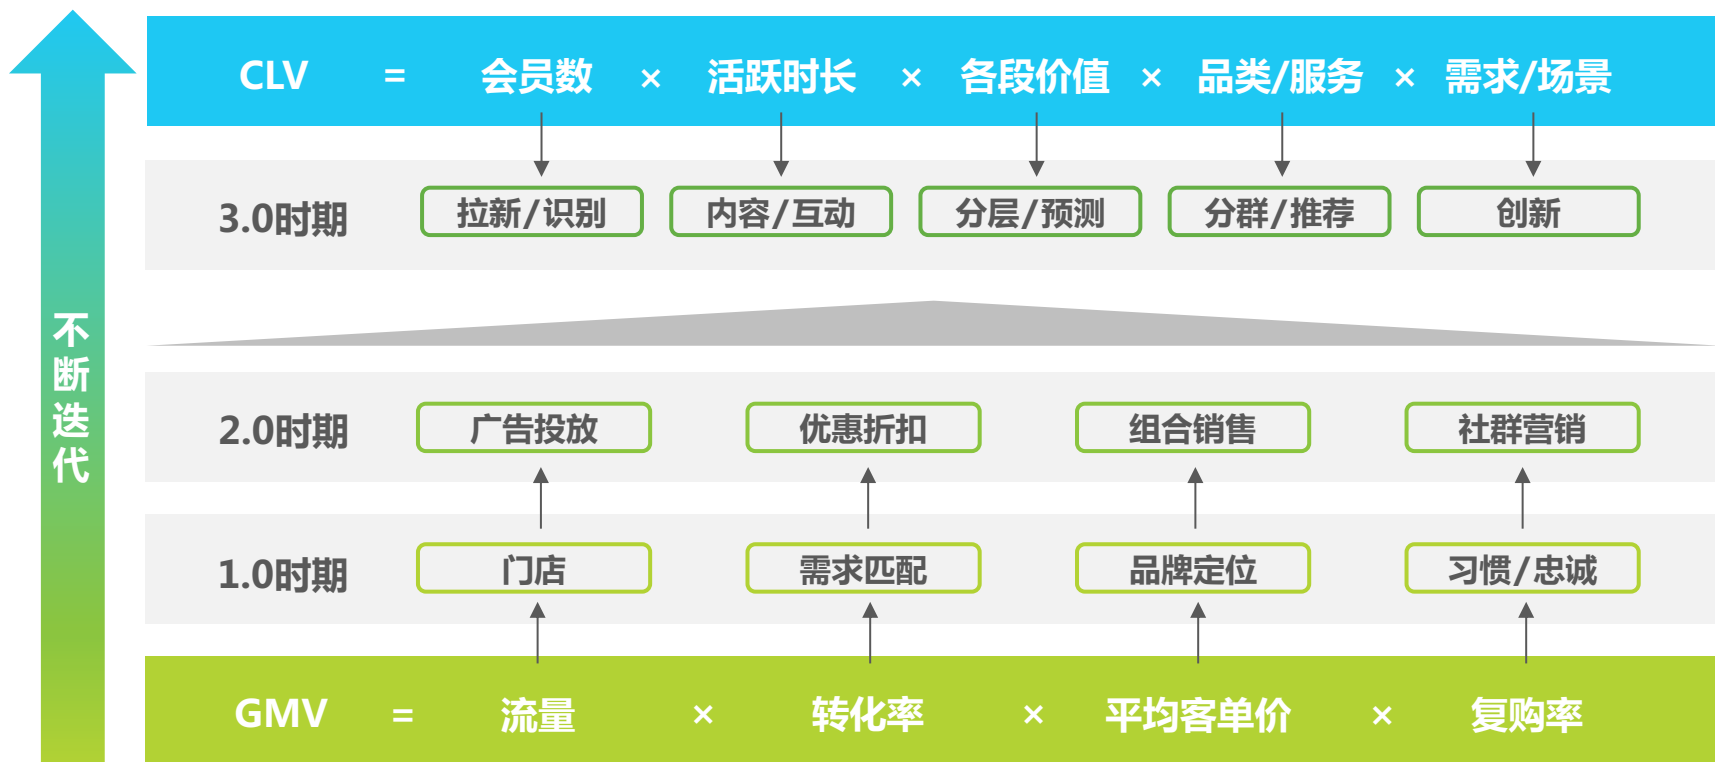 CLV = 会员数 × 活跃时长 × 各段价值 × 品类/服务 × 需求/场景
3.0时期 拉新/识别 内容/互动 分层/预测 分群/推荐 创新
不断迭代
2.0时期 广告投放 优惠折扣 组合销售 社群营销
1.0时期 门店 需求匹配 品牌定位 习惯/忠诚
GMV = 流量 × 转化率 × 平均客单价 × 复购率